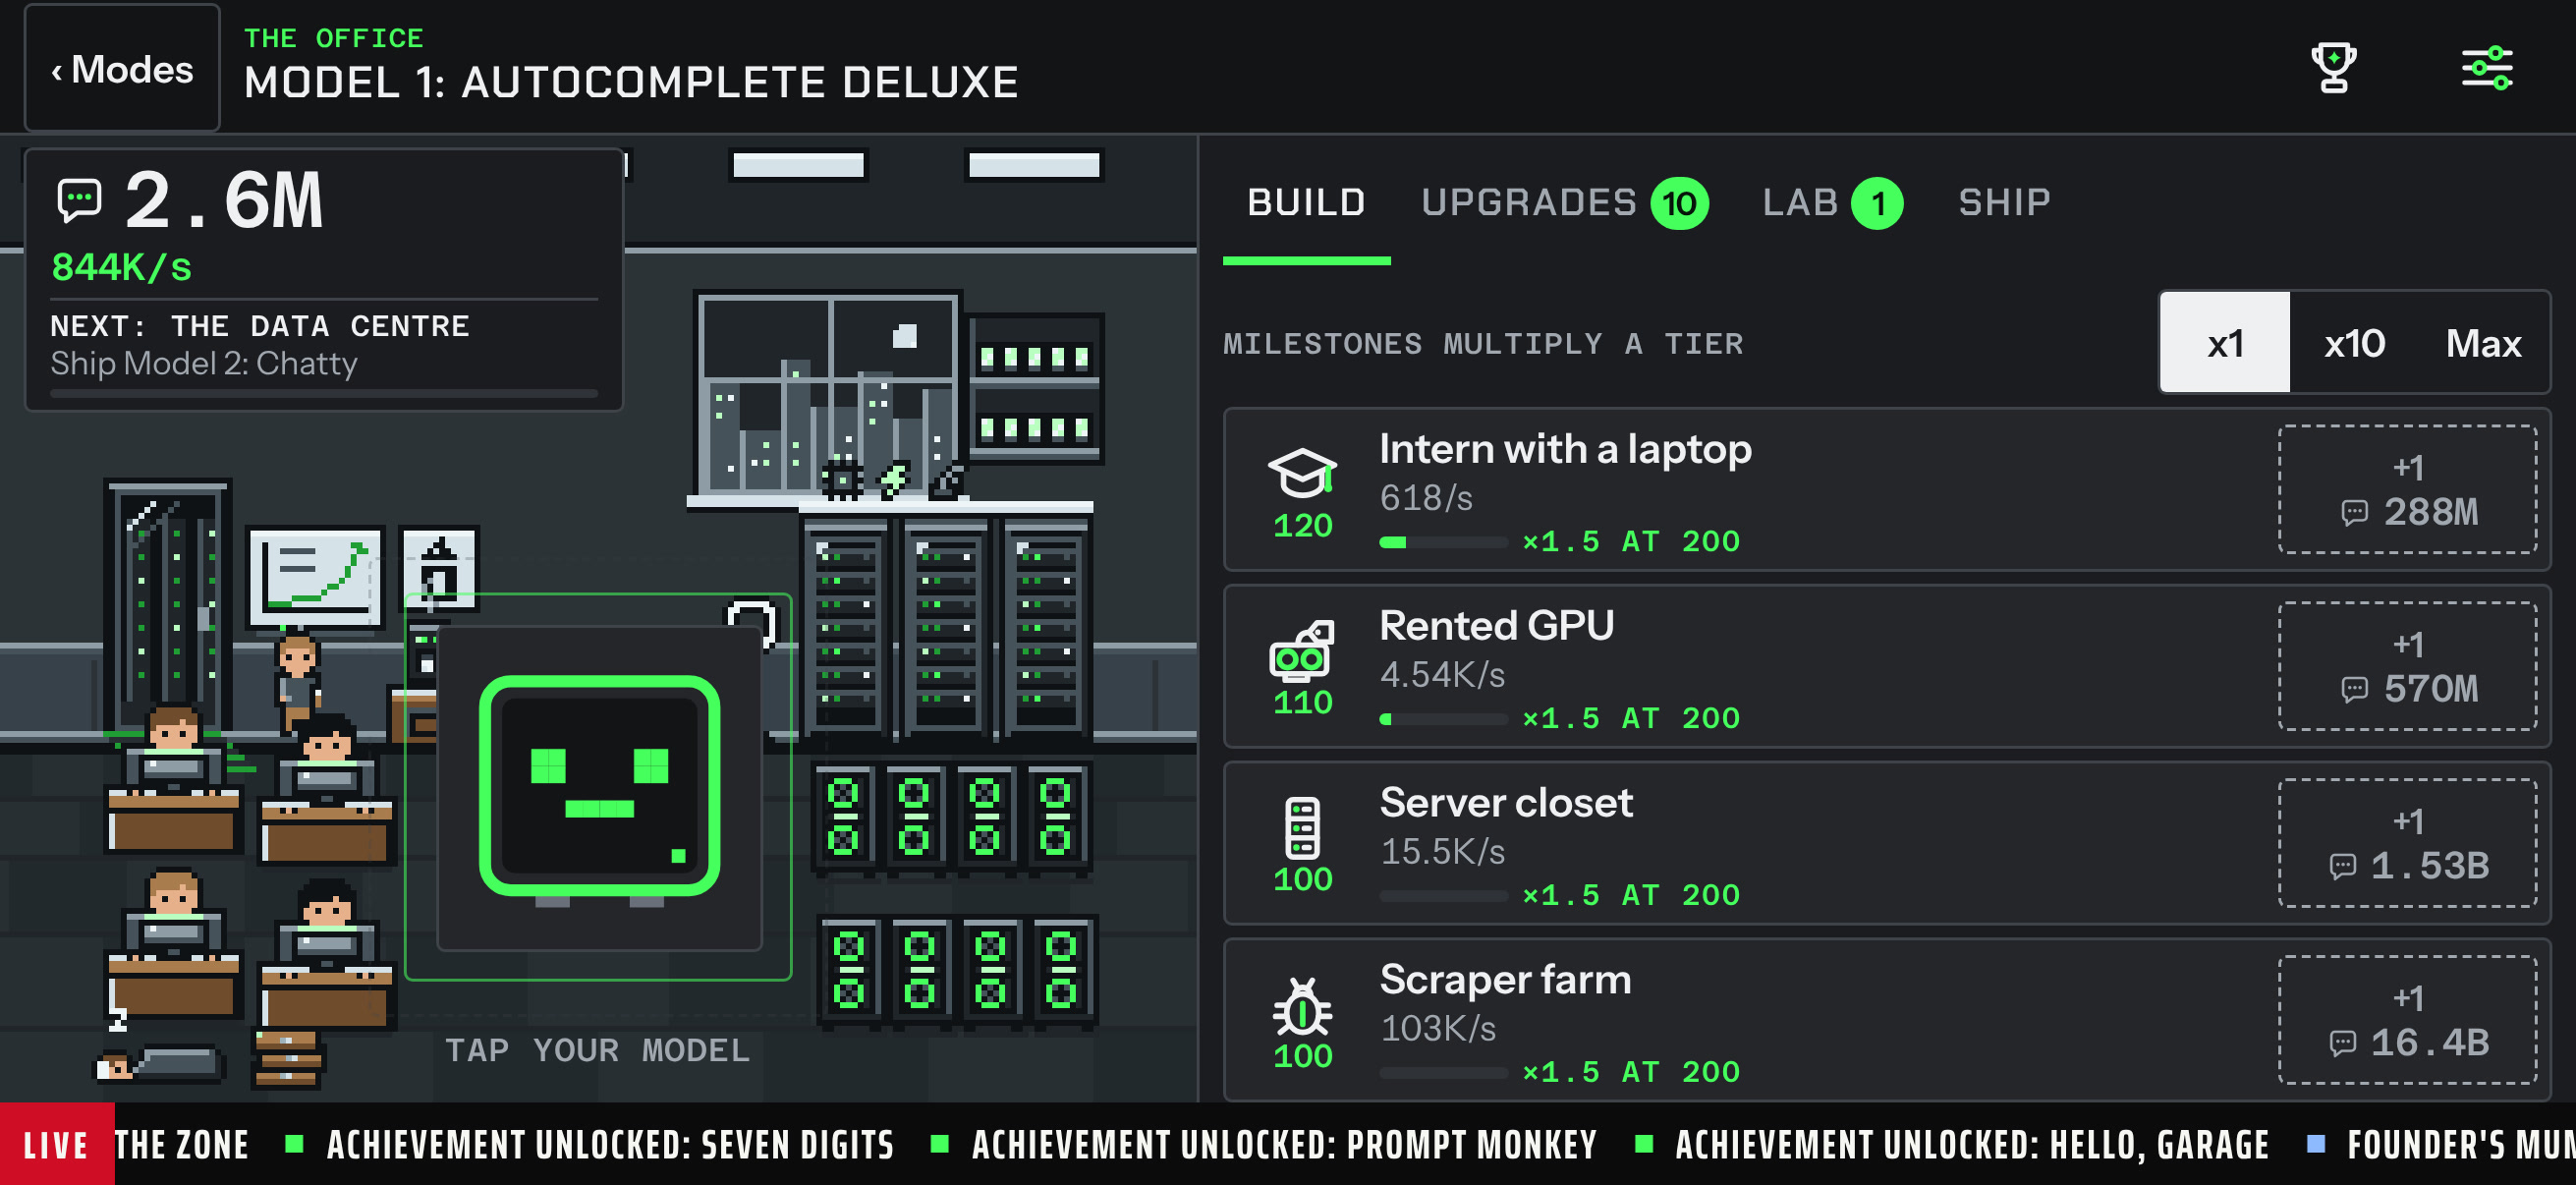 ‹ Modes
THE OFFICE
MODEL 1: AUTOCOMPLETE DELUXE
2.6M
844K/s
NEXT: THE DATA CENTRE
Ship Model 2: Chatty
TAP YOUR MODEL
BUILD
UPGRADES 10
LAB 1
SHIP
MILESTONES MULTIPLY A TIER
x1
x10
Max
Intern with a laptop
618/s
120
×1.5 AT 200
+1
288M
Rented GPU
4.54K/s
110
×1.5 AT 200
+1
570M
Server closet
15.5K/s
100
×1.5 AT 200
+1
1.53B
Scraper farm
103K/s
100
×1.5 AT 200
+1
16.4B
LIVE THE ZONE ACHIEVEMENT UNLOCKED: SEVEN DIGITS ACHIEVEMENT UNLOCKED: PROMPT MONKEY ACHIEVEMENT UNLOCKED: HELLO, GARAGE FOUNDER'S